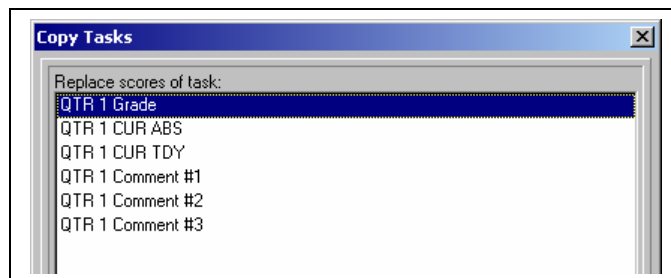 Copy Tasks
Replace scores of task:
QTR 1 Grade
QTR 1 CUR ABS
QTR 1 CUR TDY
QTR 1 Comment #1
QTR 1 Comment #2
QTR 1 Comment #3